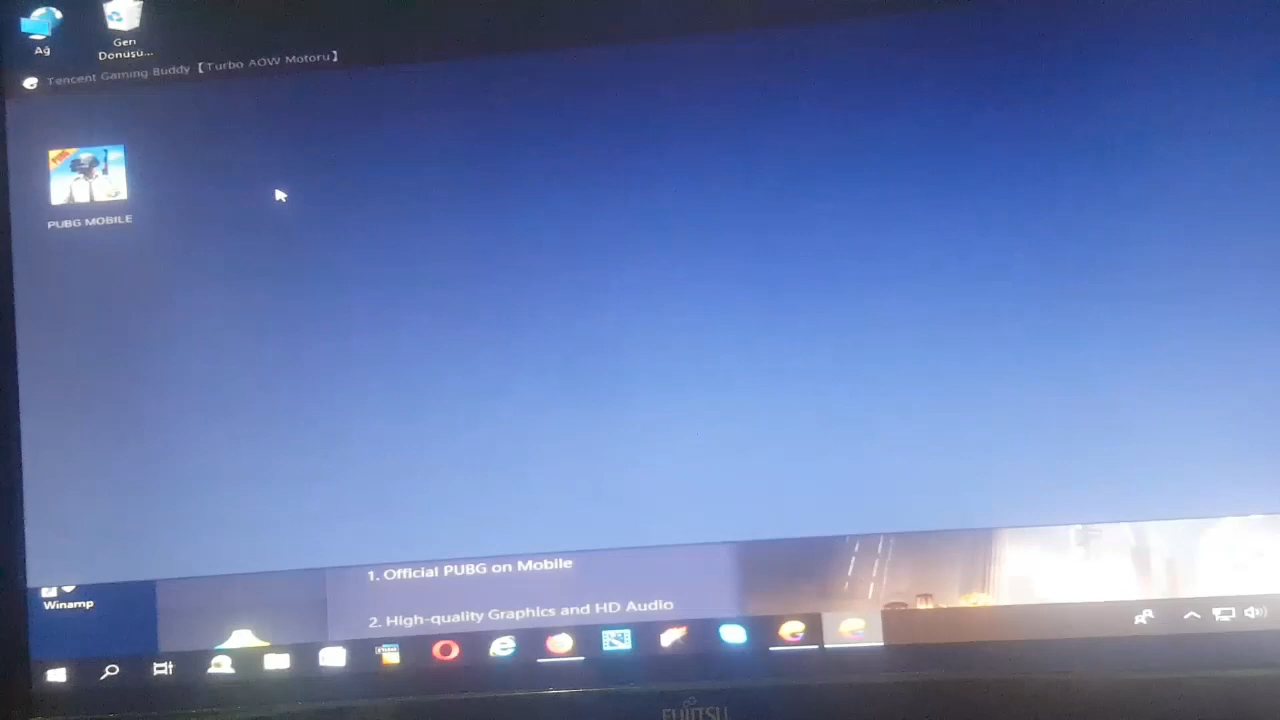 Ağ
Geri
Dönüşü...
Tencent Gaming Buddy【Turbo AOW Motoru】
PUBG MOBILE
1. Official PUBG on Mobile
2. High-quality Graphics and HD Audio
Winamp
FUJITSU